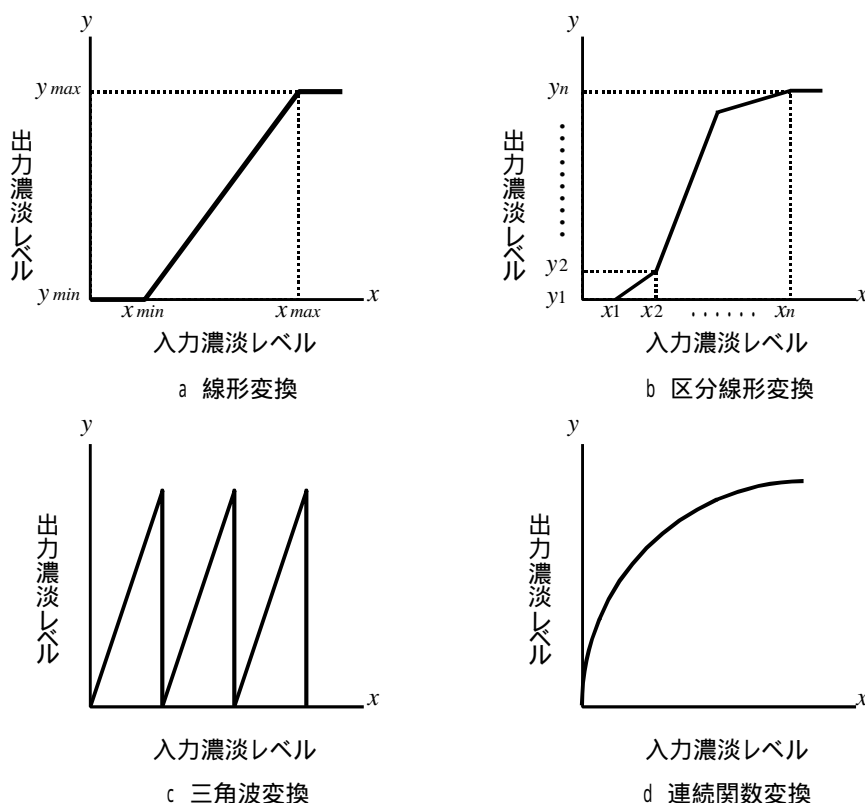 y
y max
出力濃淡レベル
y min
x min
x max
x
入力濃淡レベル
a 線形変換
y
yn
出力濃淡レベル
y2
y1
x1
x2
......
xn
x
入力濃淡レベル
b 区分線形変換
y
出力濃淡レベル
x
入力濃淡レベル
c 三角波変換
y
出力濃淡レベル
x
入力濃淡レベル
d 連続関数変換